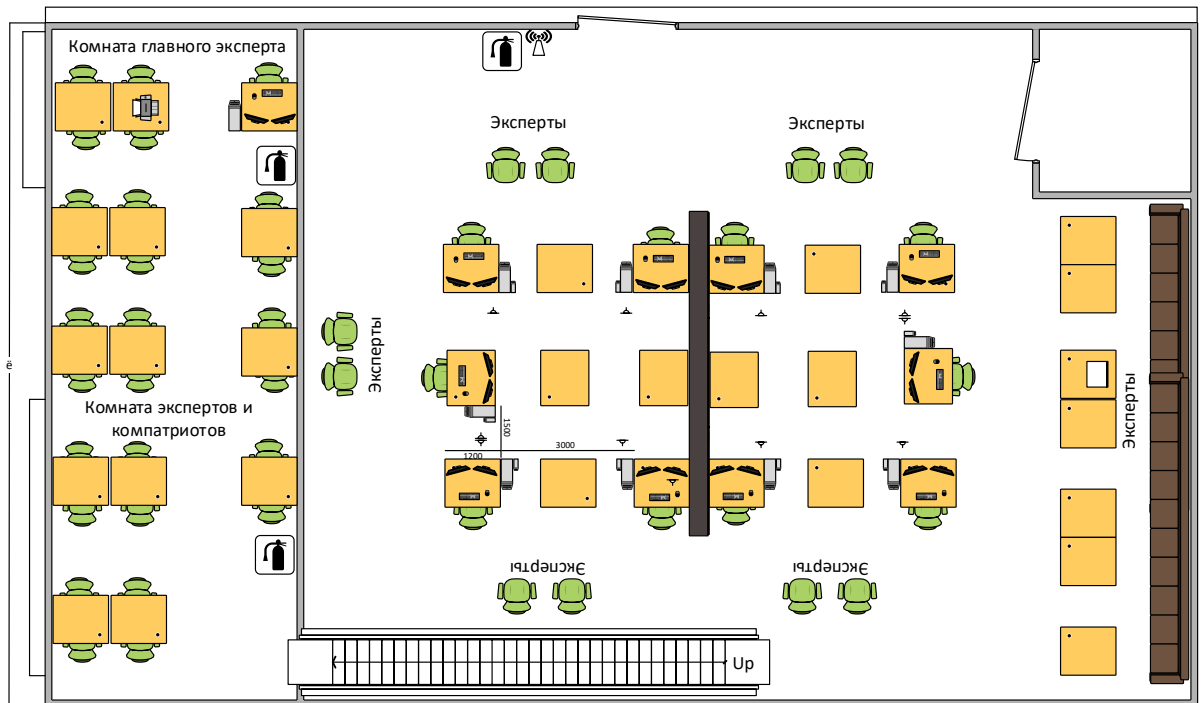 Комната главного эксперта
Эксперты
Эксперты
Эксперты
Эксперты
Комната экспертов и
компатриотов
1500
3000
1200
Эксперты
Эксперты
Up